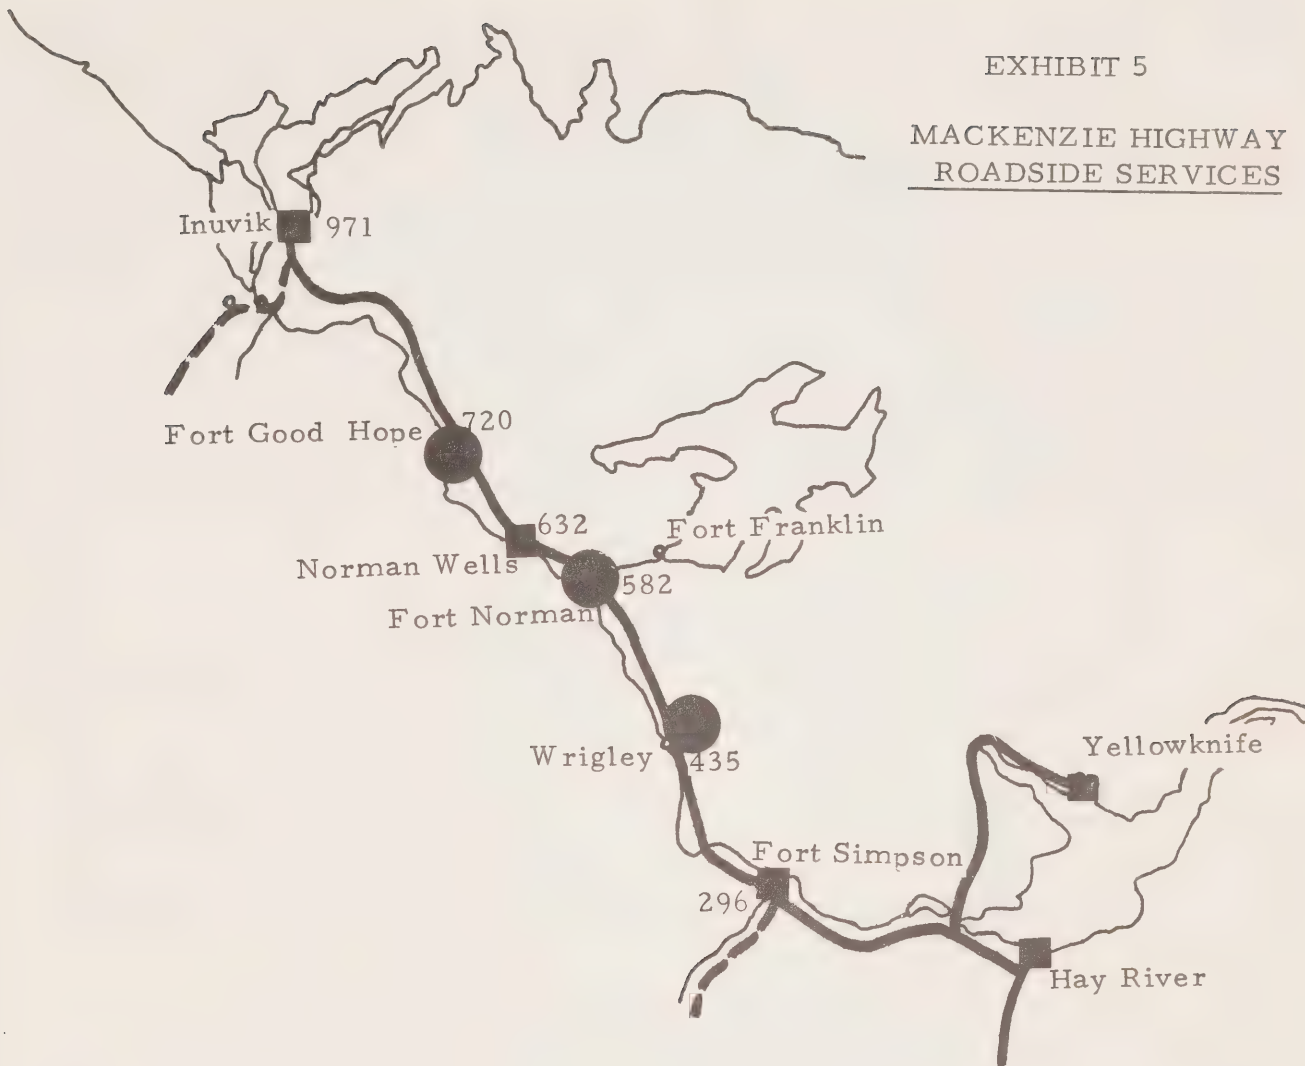 EXHIBIT 5
MACKENZIE HIGHWAY
ROADSIDE SERVICES
Inuvik 971
720
Fort Good Hope
632
Fort Franklin
Norman Wells
582
Fort Norman
Yellowknife
Wrigley 435
Fort Simpson
296
Hay River